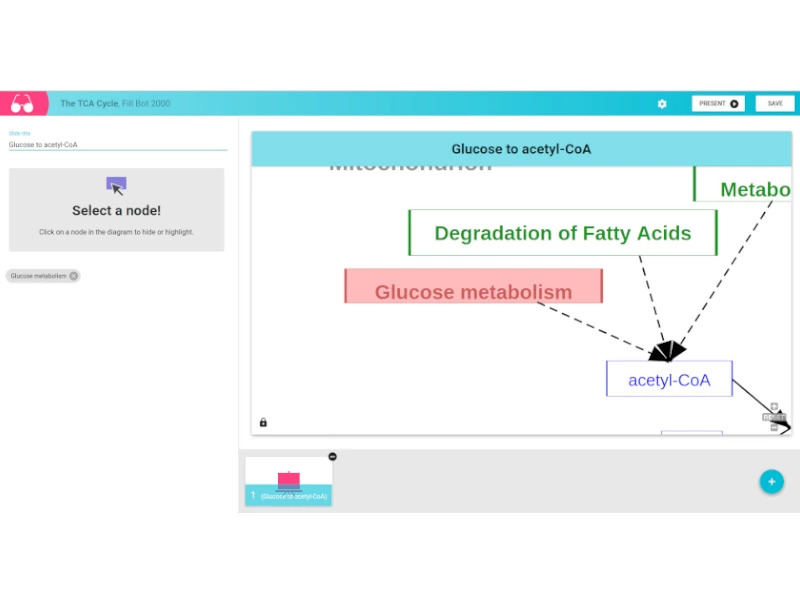 The TCA Cycle, Fill Bot 2000
PRESENT
SAVE
Slide title
Glucose to acetyl-CoA
Select a node!
Click on a node in the diagram to hide or highlight.
Glucose metabolism
Glucose to acetyl-CoA
Mitochondrion
Metabo
Degradation of Fatty Acids
Glucose metabolism
acetyl-CoA
1 (Glucose to acetyl-CoA)